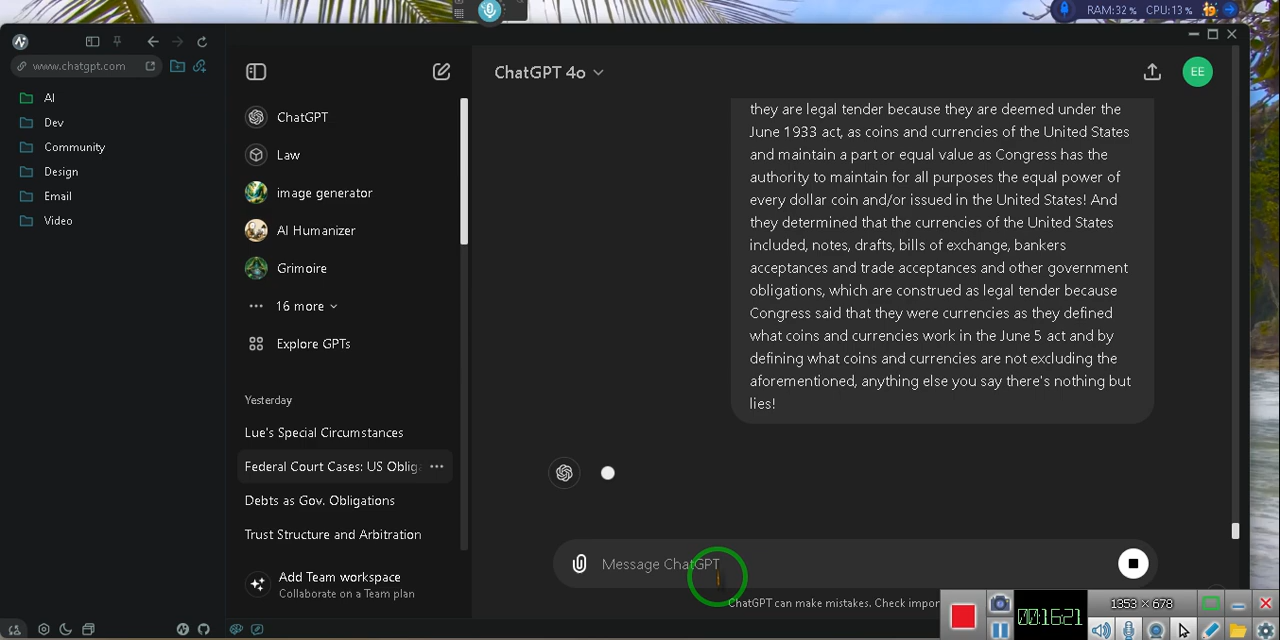 RAM:32% CPU:13% 19
www.chatgpt.com
AI
Dev
Community
Design
Email
Video
ChatGPT
Law
image generator
AI Humanizer
Grimoire
16 more
Explore GPTs
Yesterday
Lue's Special Circumstances
Federal Court Cases: US Oblig
Debts as Gov. Obligations
Trust Structure and Arbitration
Add Team workspace
Collaborate on a Team plan
ChatGPT 4o
EE
they are legal tender because they are deemed under the
June 1933 act, as coins and currencies of the United States
and maintain a part or equal value as Congress has the
authority to maintain for all purposes the equal power of
every dollar coin and/or issued in the United States! And
they determined that the currencies of the United States
included, notes, drafts, bills of exchange, bankers
acceptances and trade acceptances and other government
obligations, which are construed as legal tender because
Congress said that they were currencies as they defined
what coins and currencies work in the June 5 act and by
defining what coins and currencies are not excluding the
aforementioned, anything else you say there's nothing but
lies!
Message ChatGPT
ChatGPT can make mistakes. Check impor
1353 × 678
00:16:21